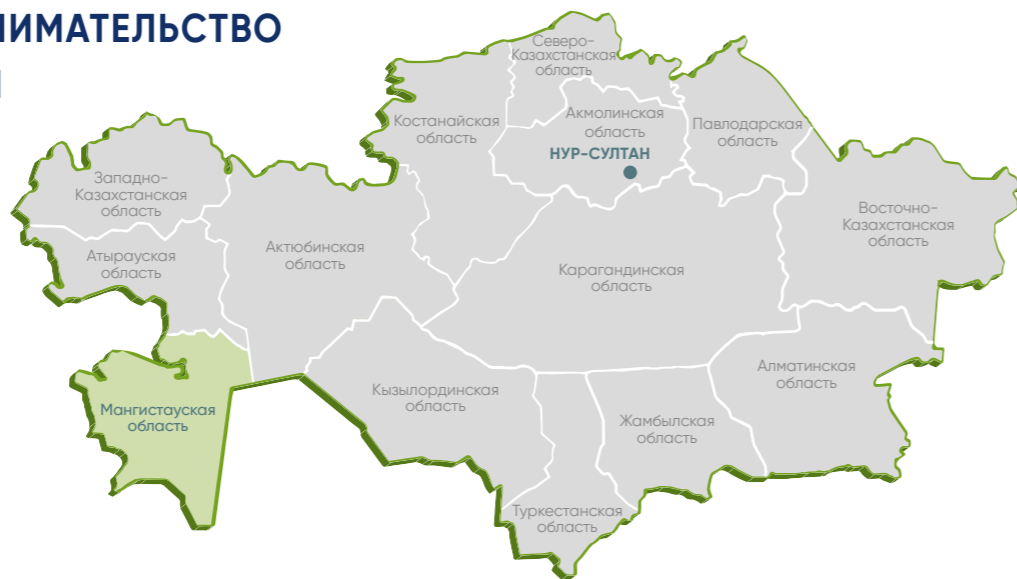 НИМАТЕЛЬСТВО
Северо-
Казахстанская
область
Костанайская
область
Акмолинская
область
НУР-СУЛТАН
Павлодарская
область
Западно-
Казахстанская
область
Восточно-
Казахстанская
область
Атырауская
область
Актюбинская
область
Карагандинская
область
Алматинская
область
Мангистауская
область
Кызылординская
область
Жамбылская
область
Туркестанская
область